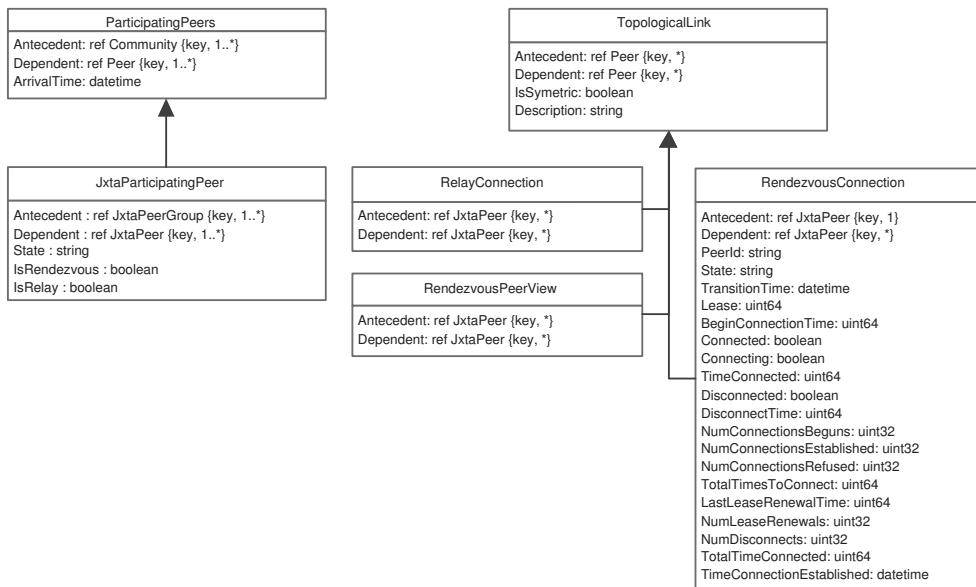 ParticipatingPeers
Antecedent: ref Community {key, 1..*}
Dependent: ref Peer {key, 1..*}
ArrivalTime: datetime
TopologicalLink
Antecedent: ref Peer {key, *}
Dependent: ref Peer {key, *}
IsSymetric: boolean
Description: string
JxtaParticipatingPeer
Antecedent : ref JxtaPeerGroup {key, 1..*}
Dependent : ref JxtaPeer {key, 1..*}
State : string
IsRendezvous : boolean
IsRelay : boolean
RelayConnection
Antecedent: ref JxtaPeer {key, *}
Dependent: ref JxtaPeer {key, *}
RendezvousPeerView
Antecedent: ref JxtaPeer {key, *}
Dependent: ref JxtaPeer {key, *}
RendezvousConnection
Antecedent: ref JxtaPeer {key, 1}
Dependent: ref JxtaPeer {key, *}
PeerId: string
State: string
TransitionTime: datetime
Lease: uint64
BeginConnectionTime: uint64
Connected: boolean
Connecting: boolean
TimeConnected: uint64
Disconnected: boolean
DisconnectTime: uint64
NumConnectionsBeguns: uint32
NumConnectionsEstablished: uint32
NumConnectionsRefused: uint32
TotalTimesToConnect: uint64
LastLeaseRenewalTime: uint64
NumLeaseRenewals: uint32
NumDisconnects: uint32
TotalTimeConnected: uint64
TimeConnectionEstablished: datetime